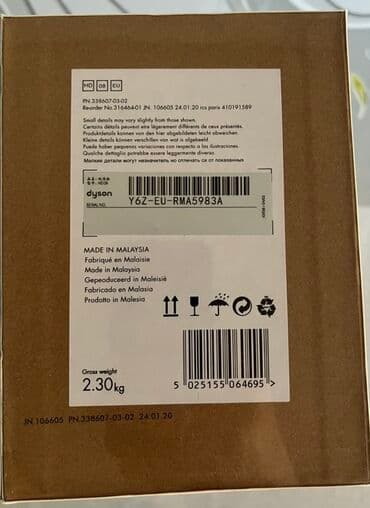 HD 08 EU
PN.338607-03-02
Re-order No.316464-01 JN. 106605 24.01.20 rcs paris 410191589
Small details may vary slightly from those shown.
Certains détails peuvent être légèrement différents de ceux présentés.
Produktdetails können von den hier abgebildeten leicht abweichen.
Kleine details können verschillen van wat is afgebeeld.
Puede haber pequeñas variaciones con respecto a las ilustraciones.
Qualche dettaglio potrebbe essere leggermente diverso.
Мелкие детали могут незначительно отличаться от показанных
dyson
SERIAL NO.
Y6Z-EU-RMA5983A
MADE IN MALAYSIA
Fabriqué en Malaisie
Made in Malaysia
Geproduceerd in Maleisië
Fabricado en Malasia
Prodotto in Malesia
Gross weight
2.30kg
5 025155 064695 >
JN.106605 PN.338607-03-02 24.01.20